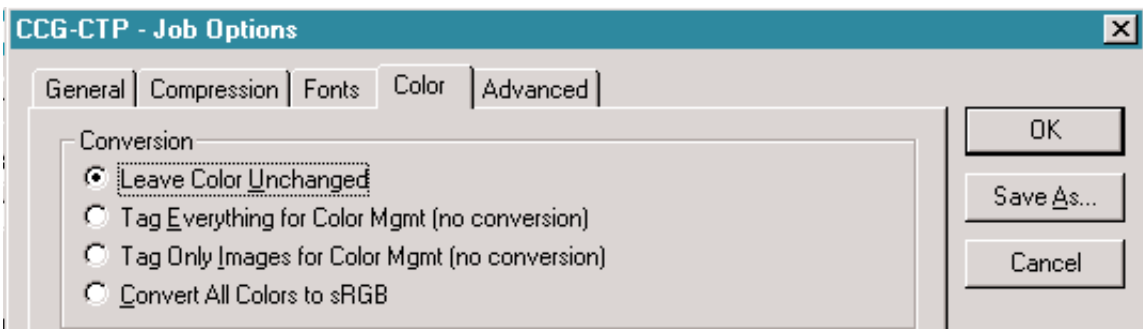 CCG-CTP - Job Options
General Compression Fonts Color Advanced
Conversion
Leave Color Unchanged
Tag Everything for Color Mgmt (no conversion)
Tag Only Images for Color Mgmt (no conversion)
Convert All Colors to sRGB
OK
Save As...
Cancel